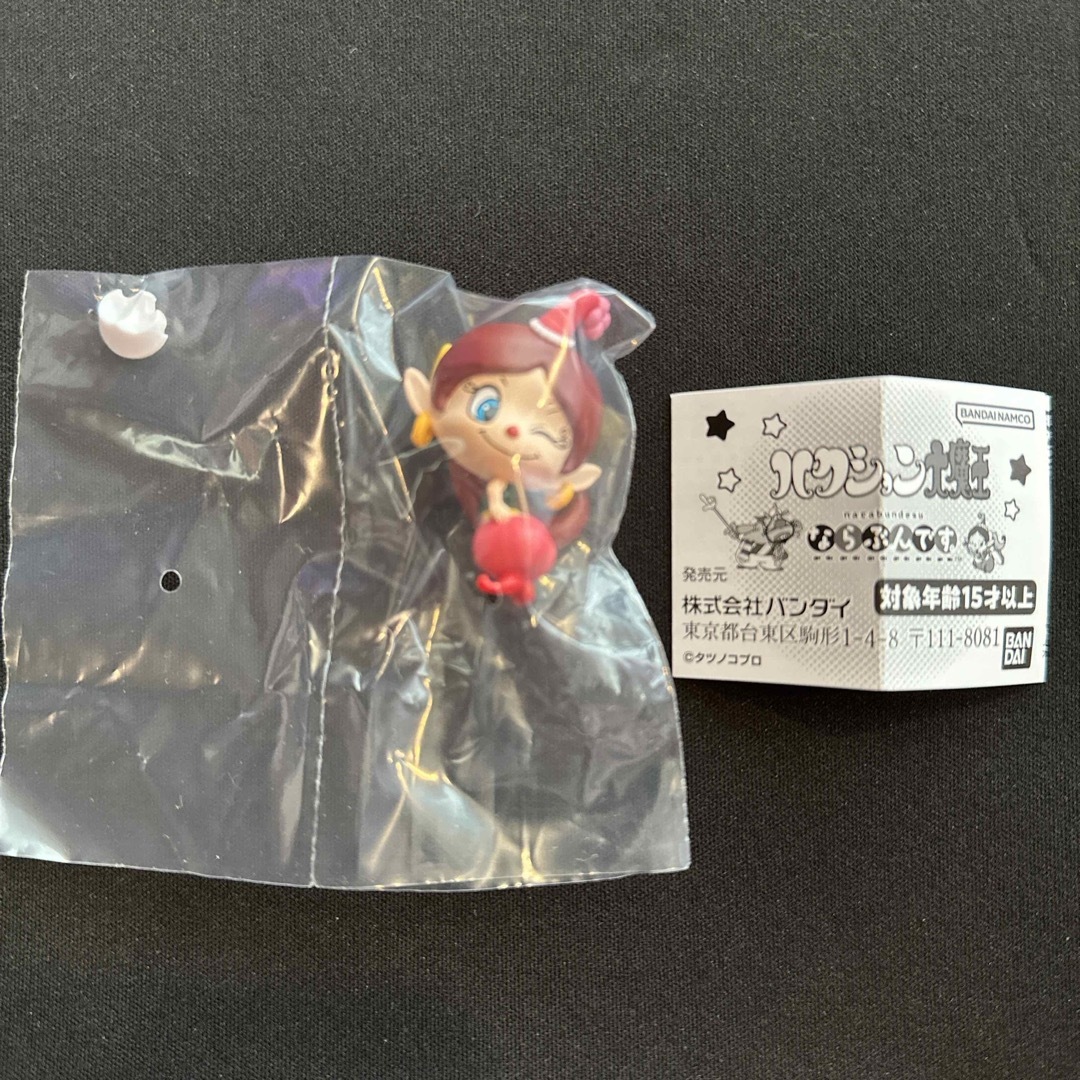 BANDAI NAMCO
ハクション大魔王
narabundesu
ならぶんです
発売元
株式会社バンダイ 対象年齢15才以上
東京都台東区駒形1-4-8 〒111-8081
BAN
DAI
©タツノコプロ